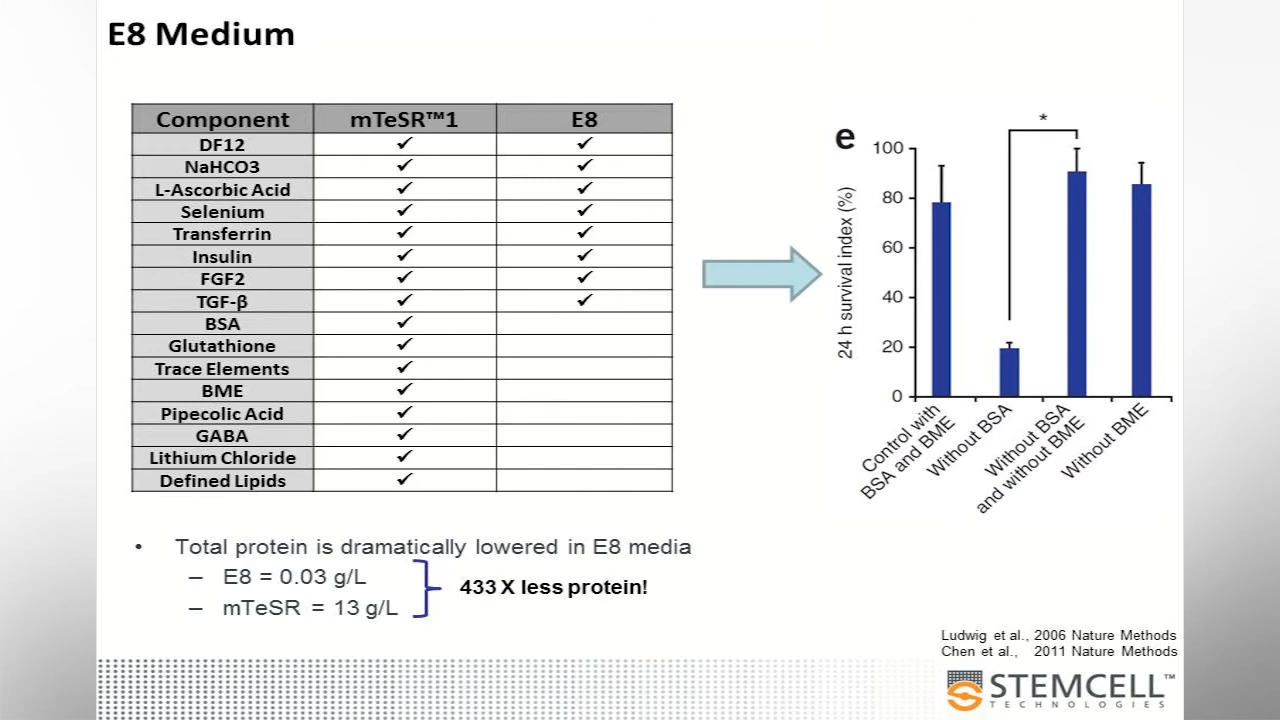 E8 Medium
Component mTeSR™1 E8
DF12 ✓ ✓
NaHCO3 ✓ ✓
L-Ascorbic Acid ✓ ✓
Selenium ✓ ✓
Transferrin ✓ ✓
Insulin ✓ ✓
FGF2 ✓ ✓
TGF-β ✓ ✓
BSA ✓
Glutathione ✓
Trace Elements ✓
BME ✓
Pipecolic Acid ✓
GABA ✓
Lithium Chloride ✓
Defined Lipids ✓
e
*
24 h survival index (%)
100
80
60
40
20
0
Control with
BSA and BME
Without BSA
Without BSA
and without BME
Without BME
• Total protein is dramatically lowered in E8 media
– E8 = 0.03 g/L
– mTeSR = 13 g/L
433 X less protein!
Ludwig et al., 2006 Nature Methods
Chen et al., 2011 Nature Methods
STEMCELL™
TECHNOLOGIES